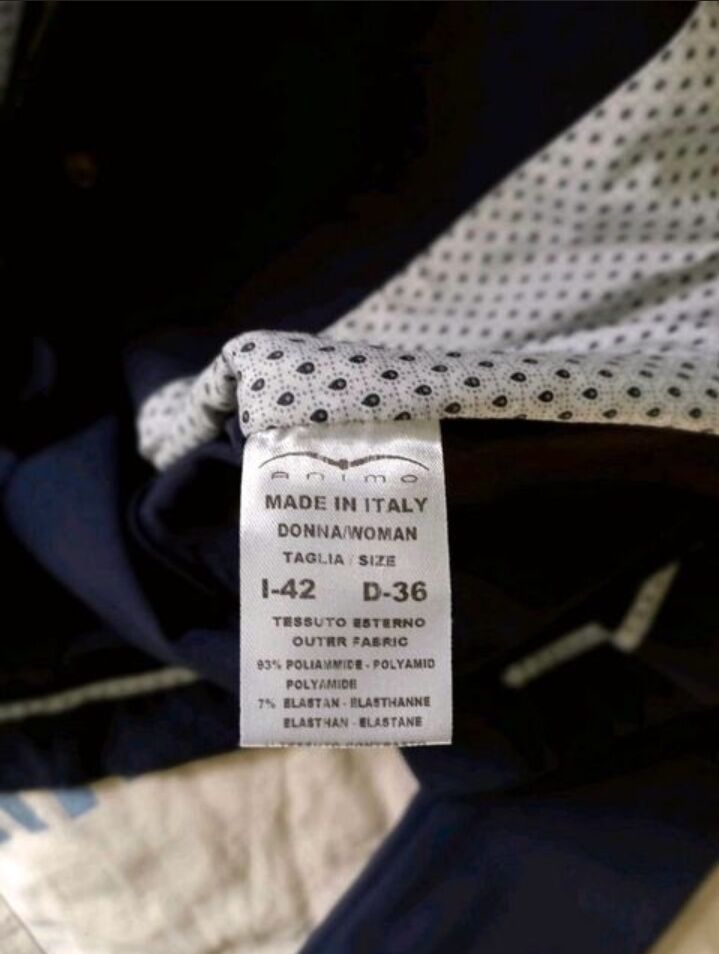 Animo
MADE IN ITALY
DONNA/WOMAN
TAGLIA / SIZE
I-42 D-36
TESSUTO ESTERNO
OUTER FABRIC
93% POLIAMMIDE - POLYAMID
POLYAMIDE
7% ELASTAN - ELASTHANNE
ELASTHAN - ELASTANE